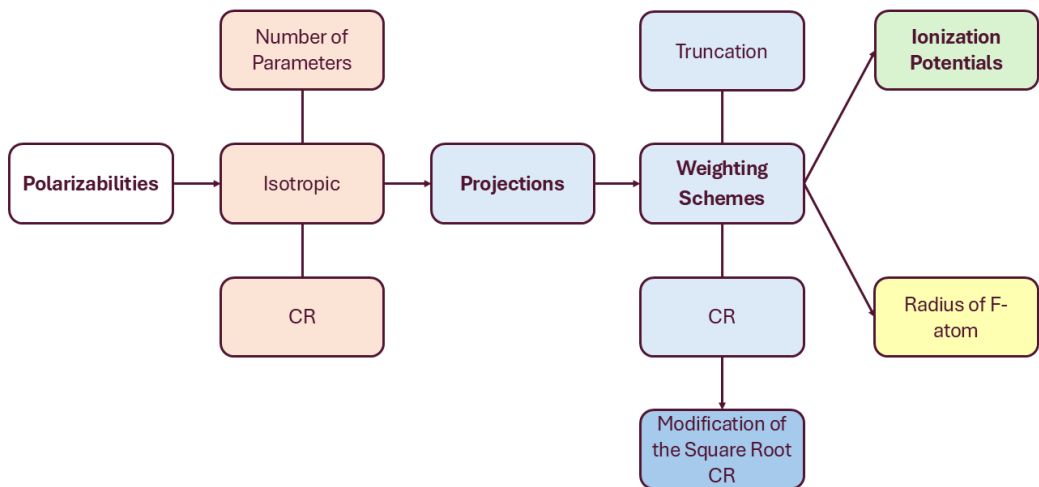 Number of
Parameters
Truncation
Ionization
Potentials
Polarizabilities
Isotropic
Projections
Weighting
Schemes
CR
CR
Radius of F-
atom
Modification of
the Square Root
CR